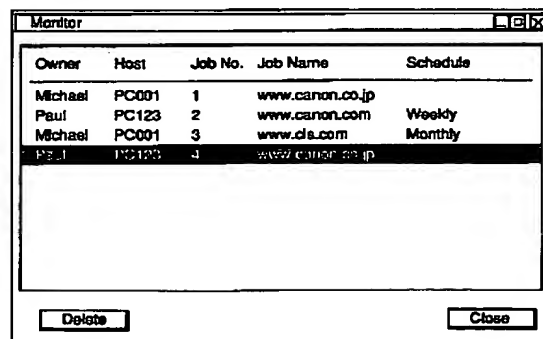 Monitor
Owner Host Job No. Job Name Schedule
Michael PC001 1 www.canon.co.jp
Paul PC123 2 www.canon.com Weekly
Michael PC001 3 www.cis.com Monthly
Paul PC123 4 www.canon.co.jp
Delete Close